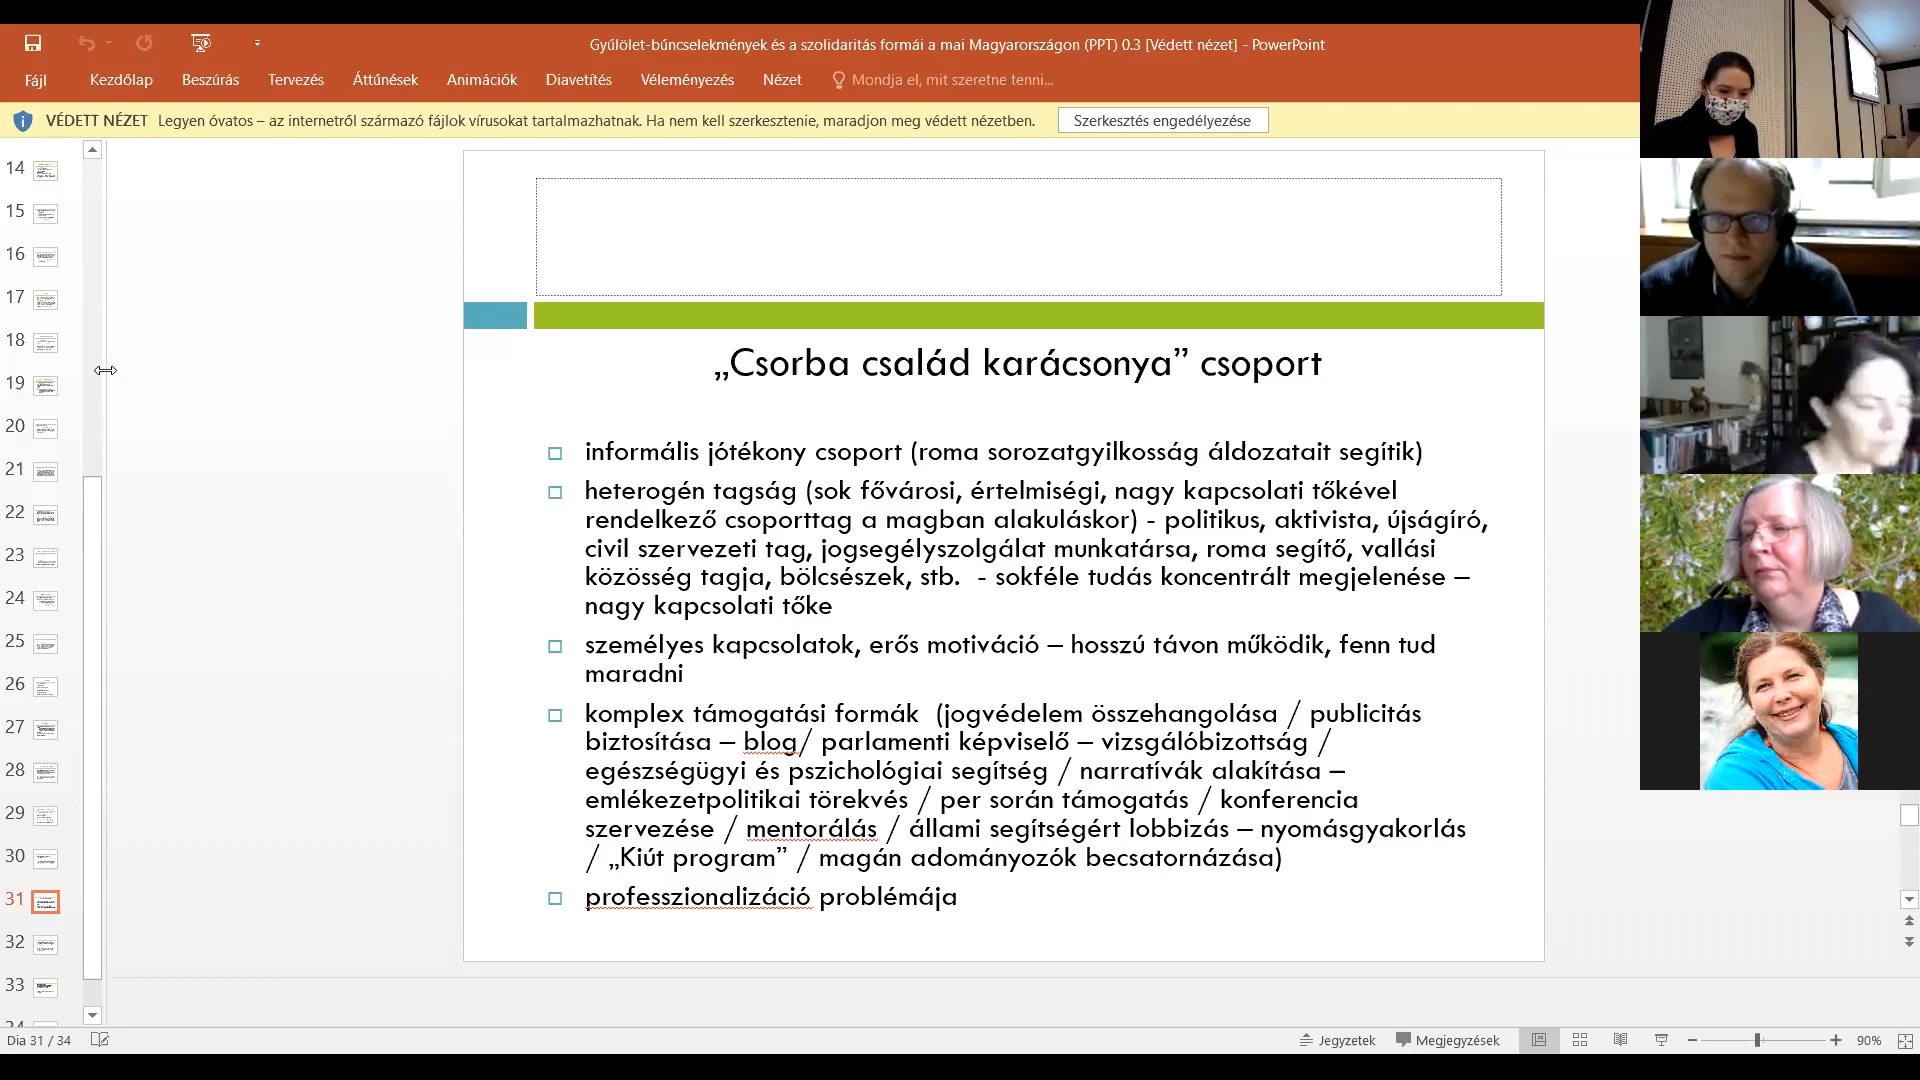 Gyűlölet-bűncselekmények és a szolidaritás formái a mai Magyarországon (PPT) 0.3 [Védett nézet] - PowerPoint
Fájl Kezdőlap Beszúrás Tervezés Áttűnések Animációk Diavetítés Véleményezés Nézet Mondja el, mit szeretne tenni...
VÉDETT NÉZET Legyen óvatos – az internetről származó fájlok vírusokat tartalmazhatnak. Ha nem kell szerkesztenie, maradjon meg védett nézetben. Szerkesztés engedélyezése
14
15
16
17
18
19
20
21
22
23
24
25
26
27
28
29
30
31
32
33
„Csorba család karácsonya” csoport
informális jótékony csoport (roma sorozatgyilkosság áldozatait segítik)
heterogén tagság (sok fővárosi, értelmiségi, nagy kapcsolati tőkével
rendelkező csoporttag a magban alakuláskor) - politikus, aktivista, újságíró,
civil szervezeti tag, jogsegélyszolgálat munkatársa, roma segítő, vallási
közösség tagja, bölcsészek, stb. - sokféle tudás koncentrált megjelenése –
nagy kapcsolati tőke
személyes kapcsolatok, erős motiváció – hosszú távon működik, fenn tud
maradni
komplex támogatási formák (jogvédelem összehangolása / publicitás
biztosítása – blog/ parlamenti képviselő – vizsgálóbizottság /
egészségügyi és pszichológiai segítség / narratívák alakítása –
emlékezetpolitikai törekvés / per során támogatás / konferencia
szervezése / mentorálás / állami segítségért lobbizás – nyomásgyakorlás
/ „Kiút program” / magán adományozók becsatornázása)
professzionalizáció problémája
Dia 31 / 34 Jegyzetek Megjegyzések 90%